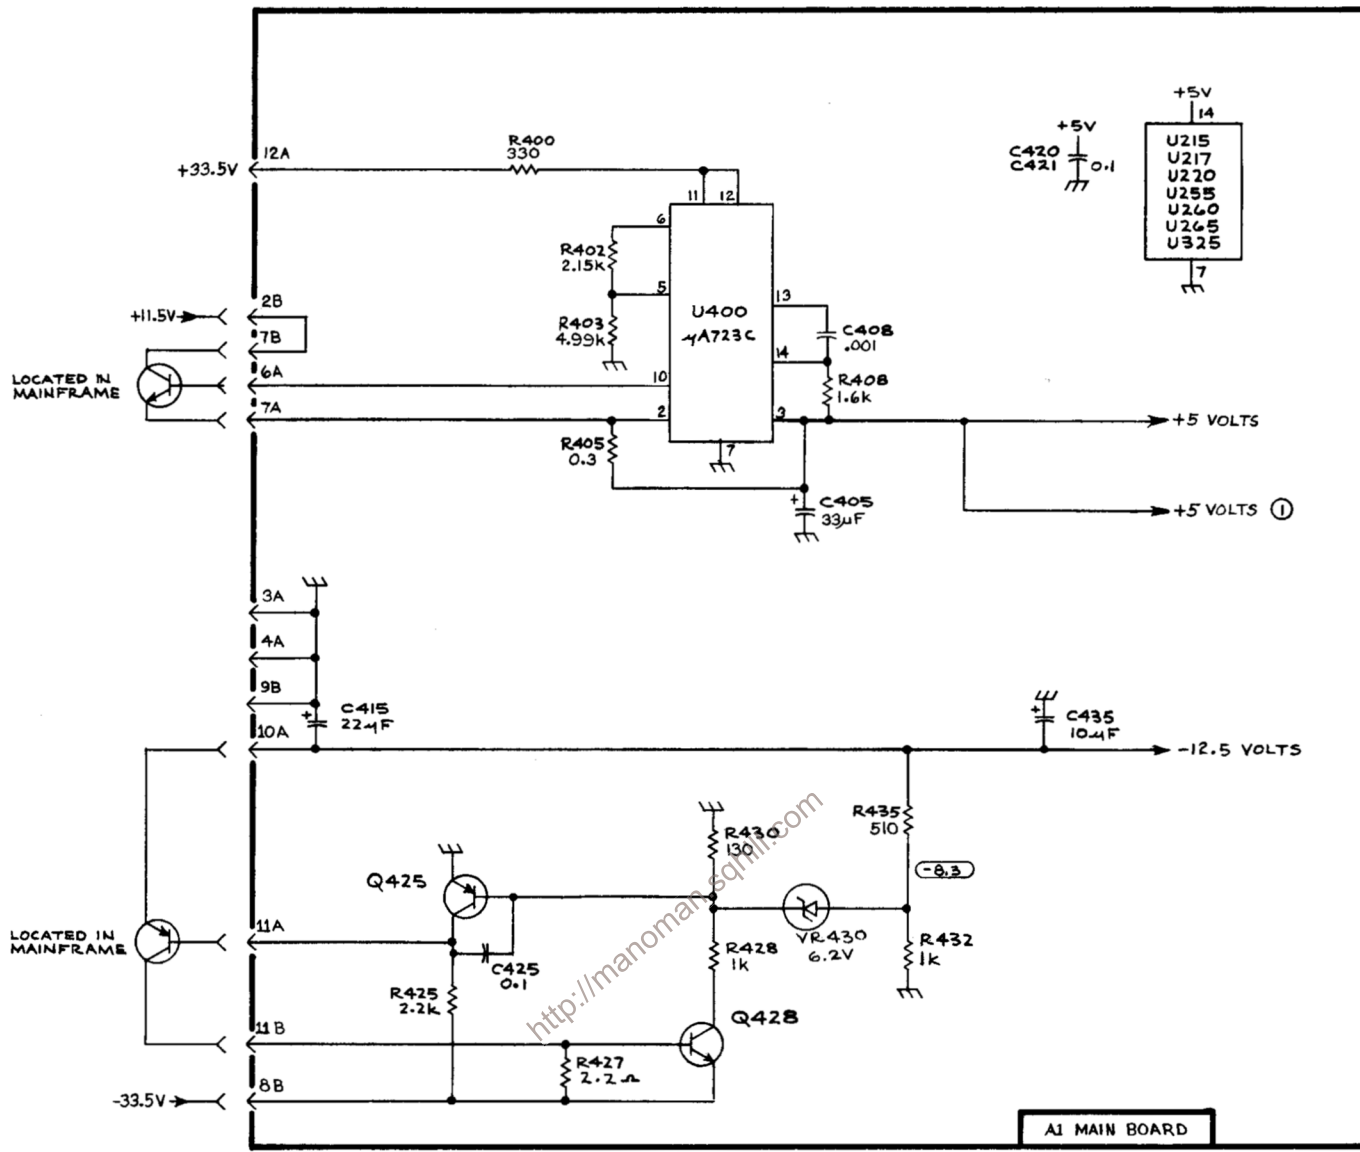 +5V
14
U215
U217
U220
U255
U260
U265
U325
7
+5V
C420
C421
0.1
R400
330
+33.5V
12A
11
12
6
R402
2.15k
5
R403
4.99k
U400
µA723C
13
C408
.001
14
R408
1.6k
10
2
3
7
+11.5V
2B
7B
6A
7A
LOCATED IN
MAINFRAME
R405
0.3
+
C405
33µF
+5 VOLTS
+5 VOLTS 1
3A
4A
9B
10A
+
C415
22µF
+
C435
10µF
-12.5 VOLTS
R435
510
-8.3
R430
130
Q425
VR430
6.2V
R432
1k
R428
1k
C425
0.1
R425
2.2k
LOCATED IN
MAINFRAME
11A
11B
Q428
R427
2.2Ω
-33.5V
8B
A1 MAIN BOARD
http://manoman.sqhill.com